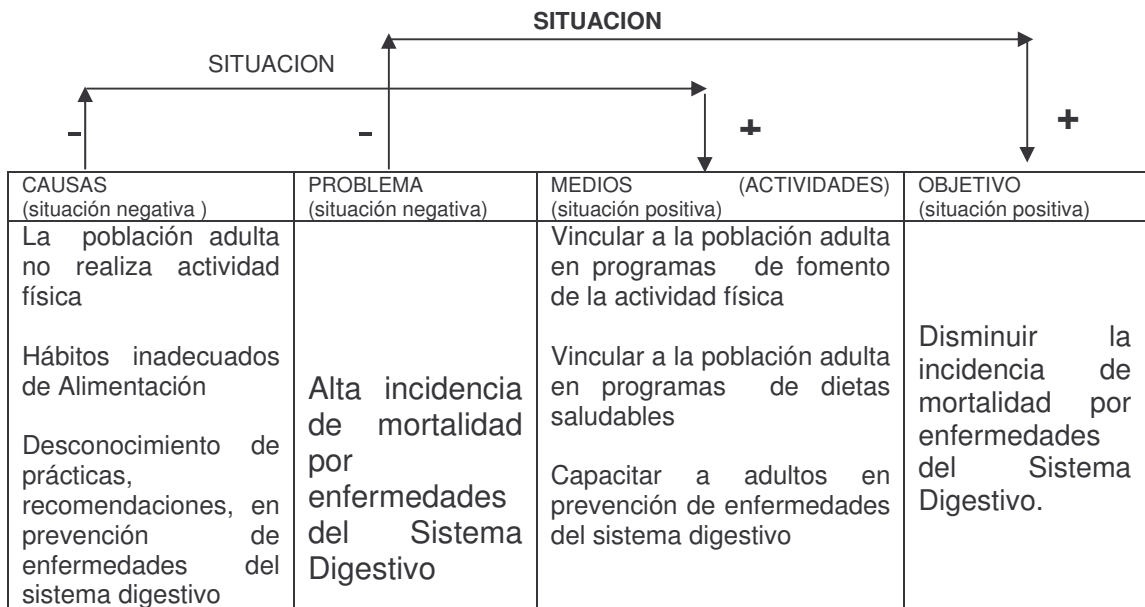 SITUACION
SITUACION
-
-
+
+
CAUSAS
(situación negativa )
PROBLEMA
(situación negativa)
MEDIOS (ACTIVIDADES)
(situación positiva)
OBJETIVO
(situación positiva)
La población adulta
no realiza actividad
física
Hábitos inadecuados
de Alimentación
Desconocimiento de
prácticas,
recomendaciones, en
prevención de
enfermedades del
sistema digestivo
Alta incidencia
de mortalidad
por
enfermedades
del Sistema
Digestivo
Vincular a la población adulta
en programas de fomento
de la actividad física
Vincular a la población adulta
en programas de dietas
saludables
Capacitar a adultos en
prevención de enfermedades
del sistema digestivo
Disminuir la
incidencia de
mortalidad por
enfermedades
del Sistema
Digestivo.